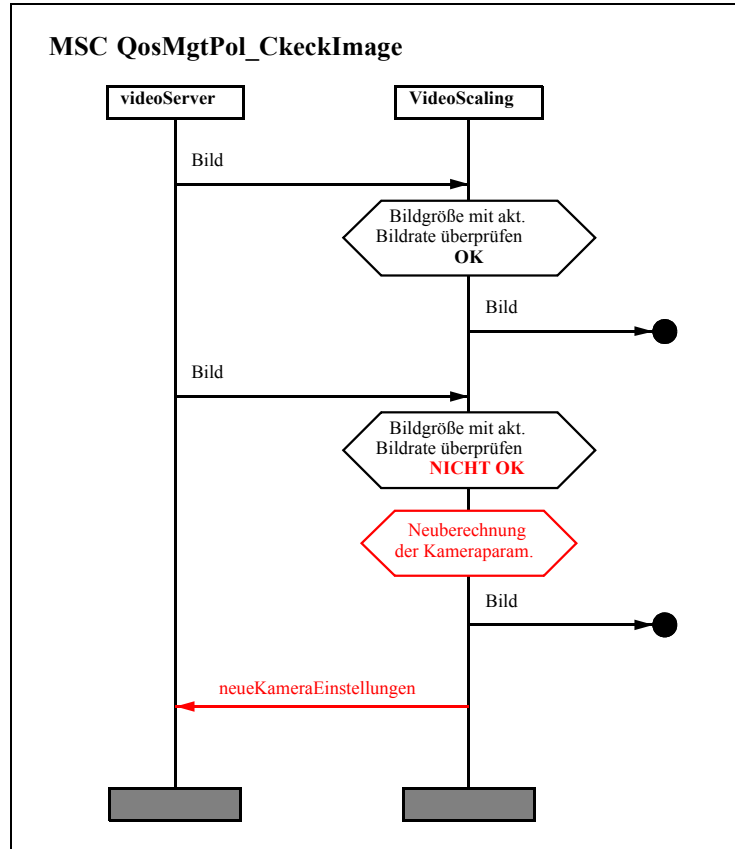 MSC QosMgtPol_CkeckImage
videoServer
VideoScaling
Bild
Bildgröße mit akt.
Bildrate überprüfen
OK
Bild
Bild
Bildgröße mit akt.
Bildrate überprüfen
NICHT OK
Neuberechnung
der Kameraparam.
Bild
neueKameraEinstellungen